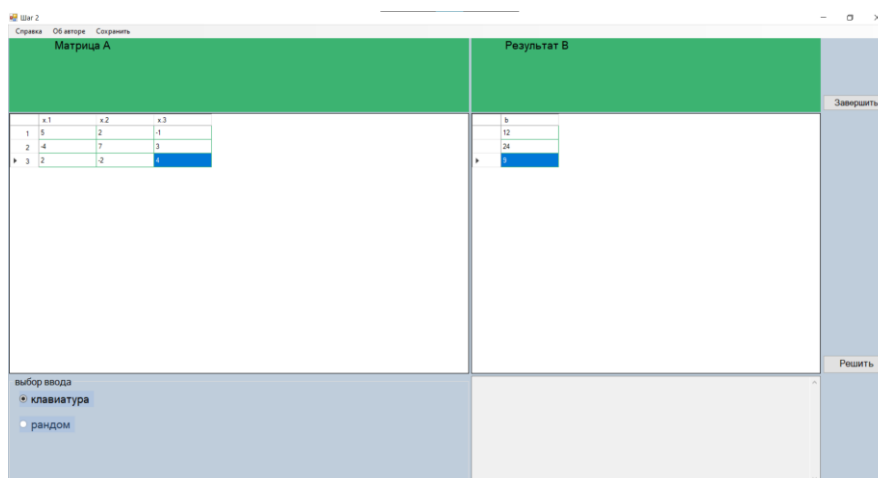 Шаг 2
Справка Об авторе Сохранить
Матрица А Результат В
Завершить
x.1 x.2 x.3 b
1 5 2 -1 12
2 -4 7 3 24
3 2 -2 4 9
Решить
выбор ввода
клавиатура
рандом